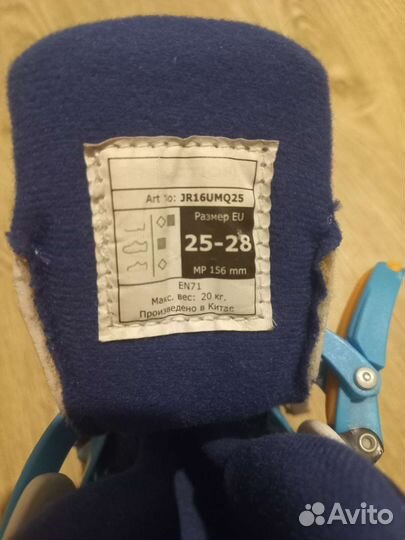 Art No: JR16UMQ25
Размер EU
25-28
MP 156 mm
EN71
Макс. вес: 20 кг.
Произведено в Китае
Avito